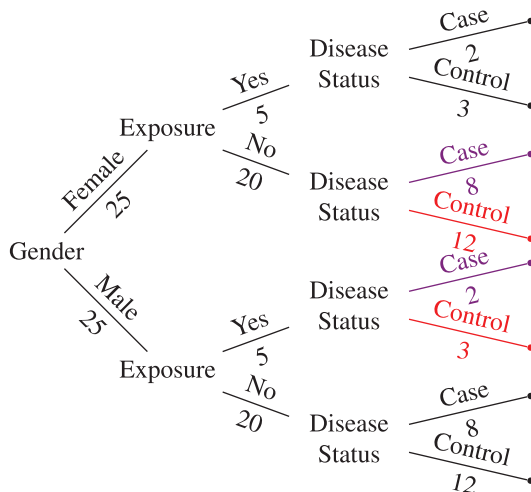 Gender
Female
25
Male
25
Exposure
Yes
5
No
20
Disease
Status
Case
2
Control
3
Disease
Status
Case
8
Control
12
Exposure
Yes
5
No
20
Disease
Status
Case
2
Control
3
Disease
Status
Case
8
Control
12